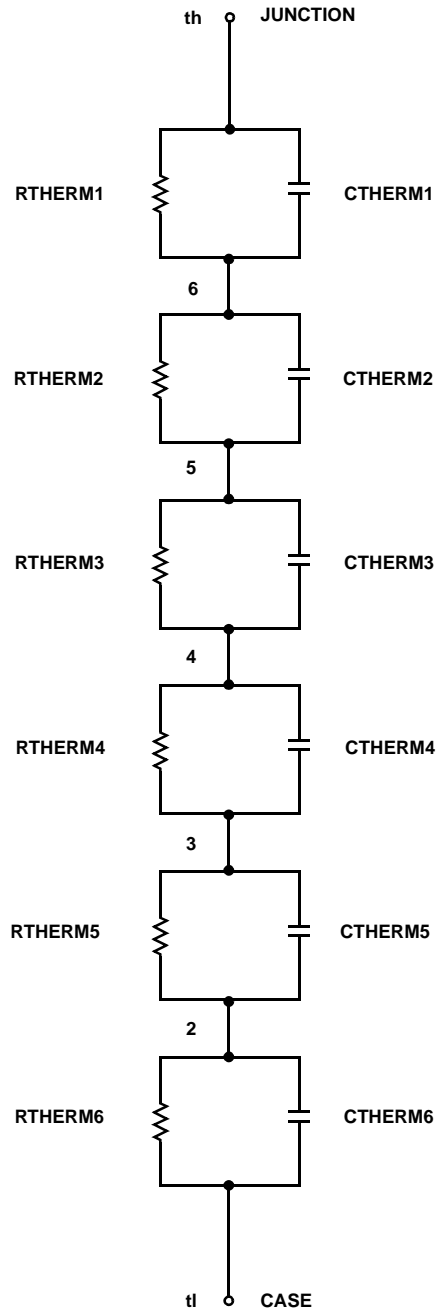 th JUNCTION
RTHERM1 CTHERM1
6
RTHERM2 CTHERM2
5
RTHERM3 CTHERM3
4
RTHERM4 CTHERM4
3
RTHERM5 CTHERM5
2
RTHERM6 CTHERM6
tl CASE